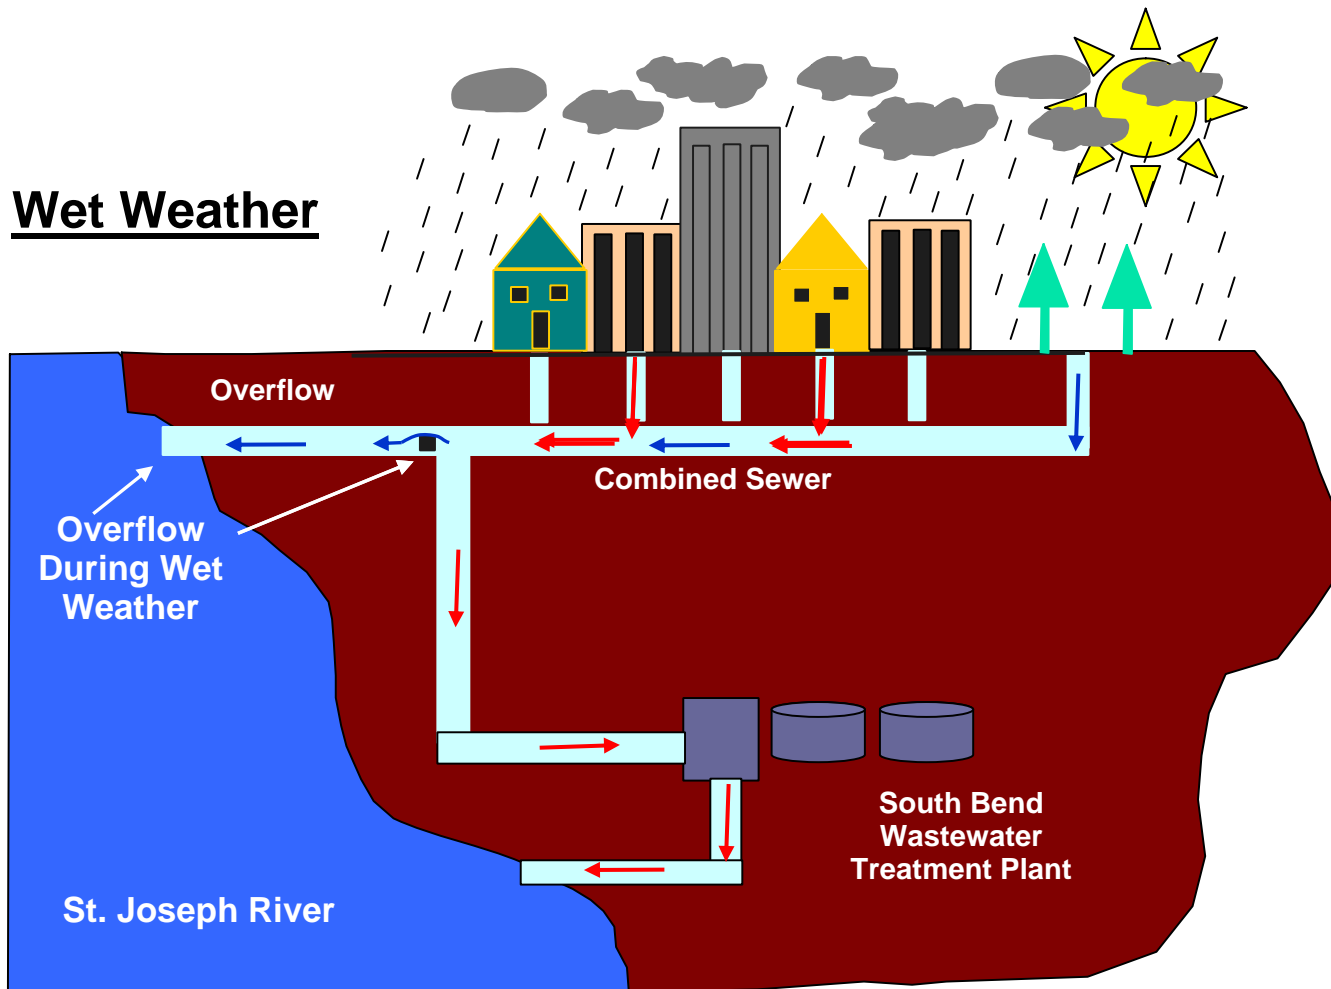 Wet Weather
Overflow
Combined Sewer
Overflow
During Wet
Weather
South Bend
Wastewater
Treatment Plant
St. Joseph River